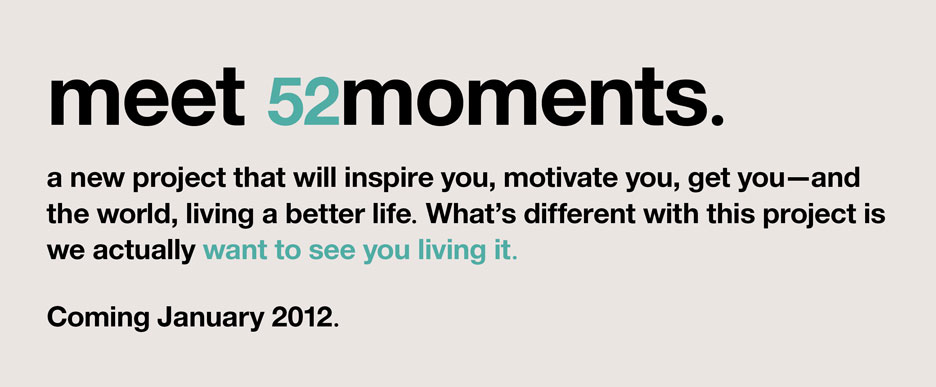 meet 52moments.
a new project that will inspire you, motivate you, get you—and
the world, living a better life. What’s different with this project is
we actually want to see you living it.
Coming January 2012.